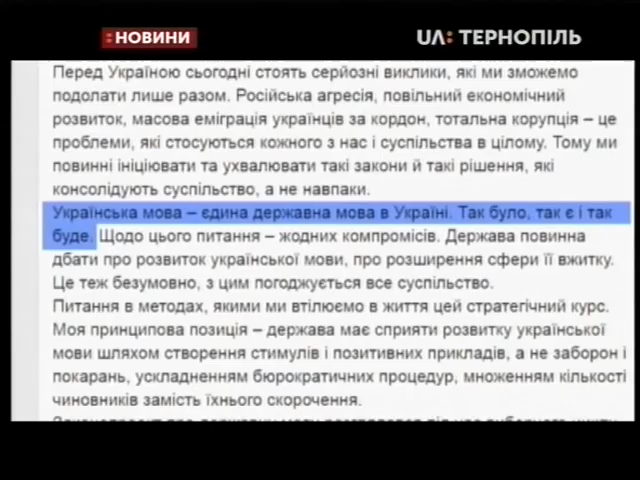 НОВИНИ
UA: ТЕРНОПІЛЬ
Перед Україною сьогодні стоять серйозні виклики, які ми зможемо
подолати лише разом. Російська агресія, повільний економічний
розвиток, масова еміграція українців за кордон, тотальна корупція – це
проблеми, які стосуються кожного з нас і суспільства в цілому. Тому ми
повинні ініціювати та ухвалювати такі закони й такі рішення, які
консолідують суспільство, а не навпаки.
Українська мова – єдина державна мова в Україні. Так було, так є і так
буде. Щодо цього питання – жодних компромісів. Держава повинна
дбати про розвиток української мови, про розширення сфери її вжитку.
Це теж безумовно, з цим погоджується все суспільство.
Питання в методах, якими ми втілюємо в життя цей стратегічний курс.
Моя принципова позиція – держава має сприяти розвитку української
мови шляхом створення стимулів і позитивних прикладів, а не заборон і
покарань, ускладненням бюрократичних процедур, множенням кількості
чиновників замість їхнього скорочення.